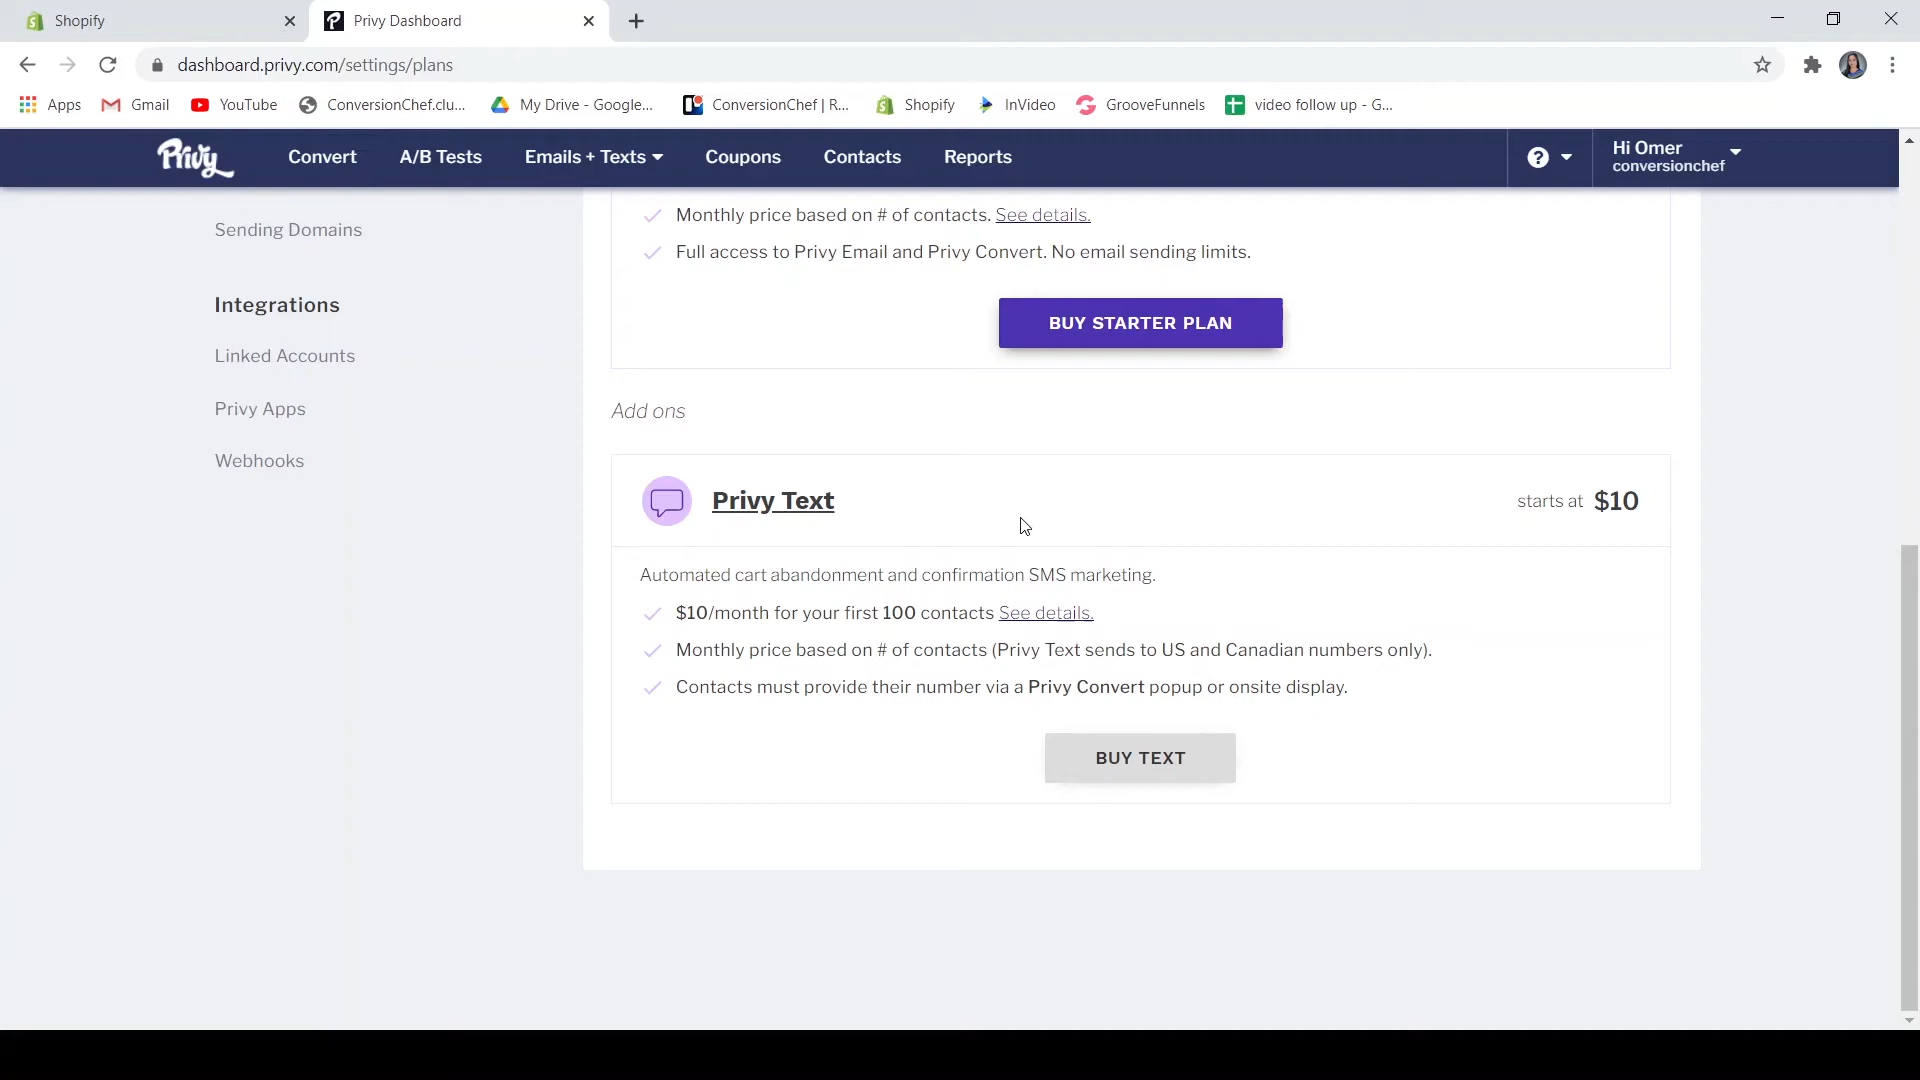 Shopify
Privy Dashboard
dashboard.privy.com/settings/plans
Apps
Gmail
YouTube
ConversionChef.clu...
My Drive - Google...
ConversionChef | R...
Shopify
InVideo
GrooveFunnels
video follow up - G...
Privy
Convert
A/B Tests
Emails + Texts
Coupons
Contacts
Reports
?
Hi Omer
conversionchef
Sending Domains
Integrations
Linked Accounts
Privy Apps
Webhooks
Monthly price based on # of contacts. See details.
Full access to Privy Email and Privy Convert. No email sending limits.
BUY STARTER PLAN
Add ons
Privy Text
starts at $10
Automated cart abandonment and confirmation SMS marketing.
$10/month for your first 100 contacts See details.
Monthly price based on # of contacts (Privy Text sends to US and Canadian numbers only).
Contacts must provide their number via a Privy Convert popup or onsite display.
BUY TEXT